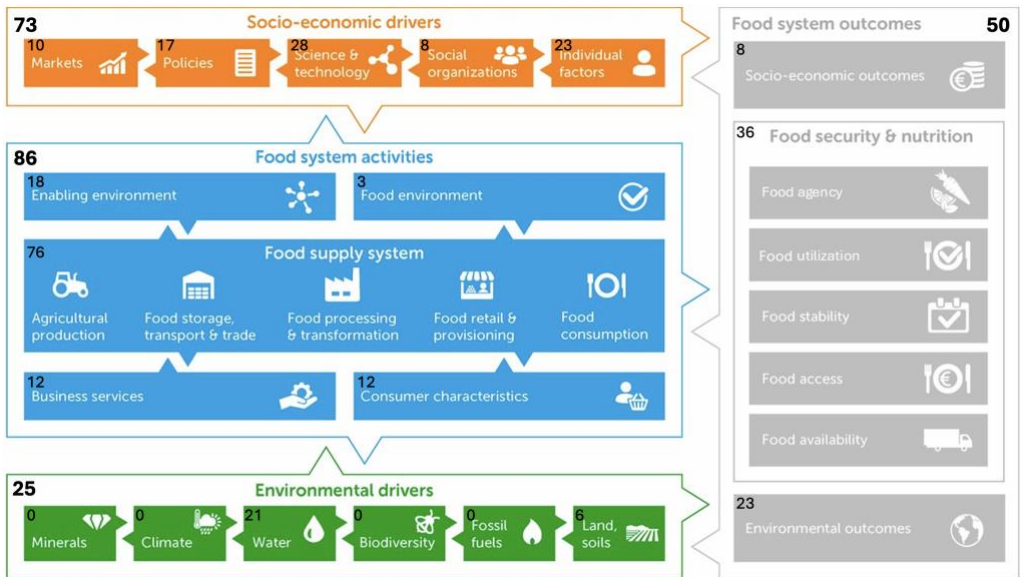 73 Socio-economic drivers
10 17 28 8 23
Markets Policies Science & Social Individual
technology organizations factors
86 Food system activities
18 3
Enabling environment Food environment
76 Food supply system
Agricultural Food storage, Food processing Food retail & Food
production transport & trade & transformation provisioning consumption
12 12
Business services Consumer characteristics
25 Environmental drivers
0 0 21 0 0 6
Minerals Climate Water Biodiversity Fossil Land,
fuels soils
Food system outcomes 50
8
Socio-economic outcomes
36 Food security & nutrition
Food agency
Food utilization
Food stability
Food access
Food availability
23
Environmental outcomes